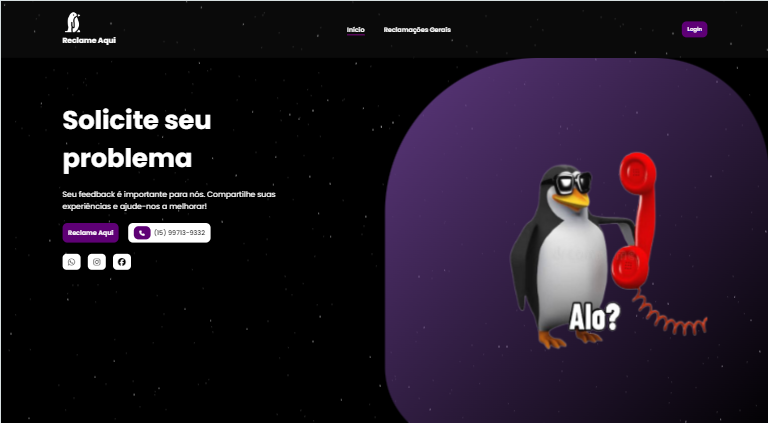 Reclame Aqui
Início
Reclamações Gerais
Login
Solicite seu
problema
Seu feedback é importante para nós. Compartilhe suas
experiências e ajude-nos a melhorar!
Reclame Aqui
(15) 99713-9332
Alo?